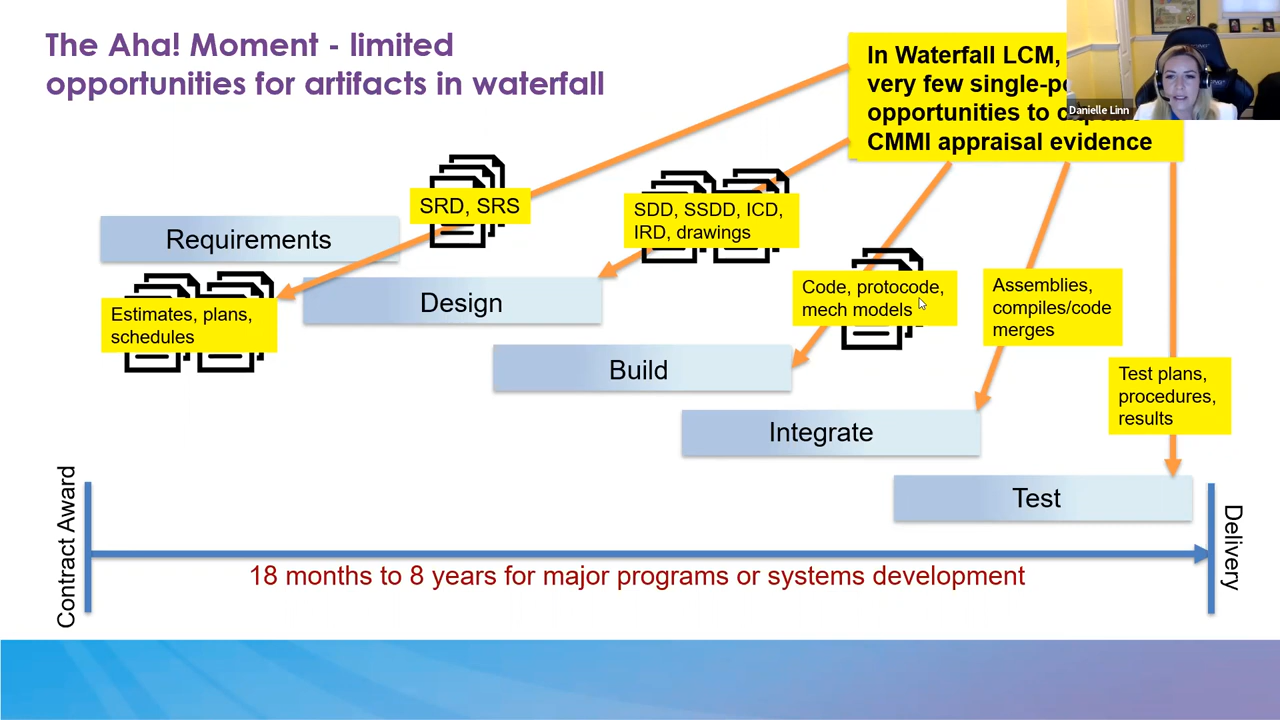 The Aha! Moment - limited
opportunities for artifacts in waterfall
In Waterfall LCM,
very few
opportunities to
CMMI appraisal evidence
Danielle Linn
SRD, SRS
SDD, SSDD, ICD,
IRD, drawings
Requirements
Estimates, plans,
schedules
Design
Code, protocode,
mech models
Assemblies,
compiles/code
merges
Build
Test plans,
procedures,
results
Integrate
Test
Contract Award
Delivery
18 months to 8 years for major programs or systems development